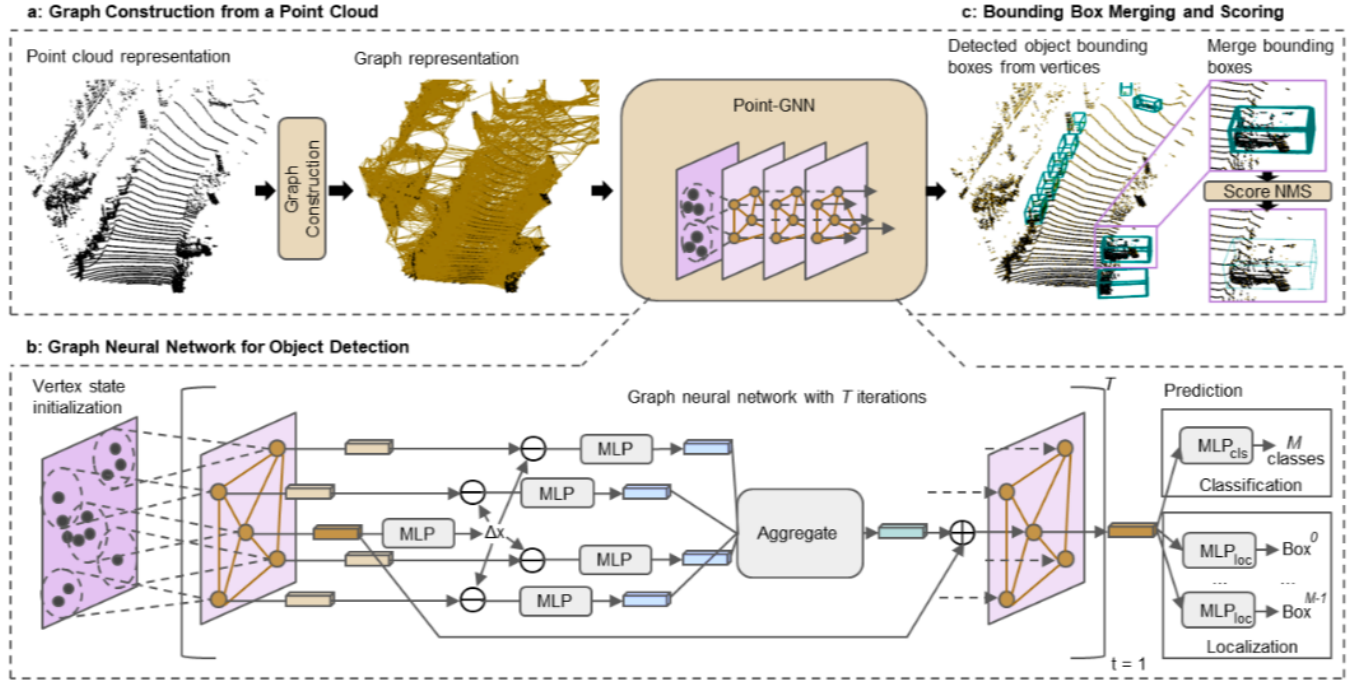 a: Graph Construction from a Point Cloud
c: Bounding Box Merging and Scoring
Point cloud representation
Graph representation
Graph
Construction
Point-GNN
Detected object bounding
boxes from vertices
Merge bounding
boxes
Score NMS
b: Graph Neural Network for Object Detection
Vertex state
initialization
Graph neural network with T iterations
T
Prediction
MLP
MLP
MLP
Δx
MLP
MLP
Aggregate
MLPcls
M
classes
Classification
MLPloc
Box0
...
...
MLPloc
BoxM-1
Localization
t = 1